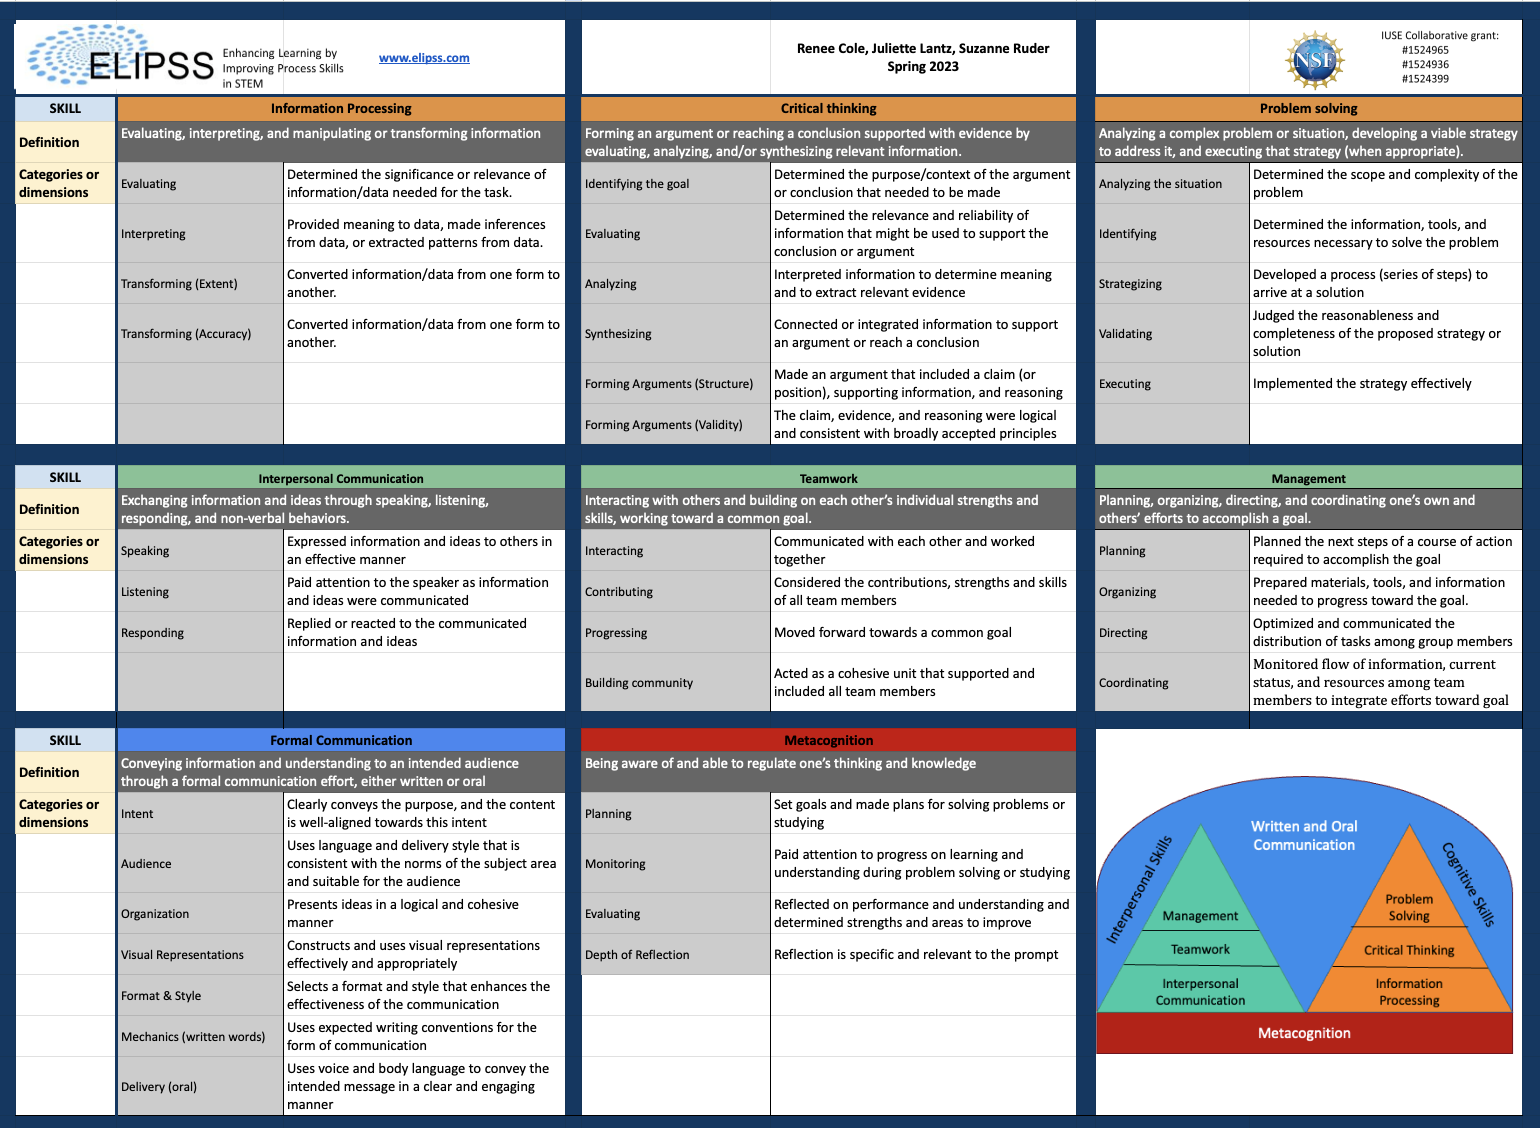 ELIPSS
Enhancing Learning by
Improving Process Skills
in STEM
www.elipss.com
Renee Cole, Juliette Lantz, Suzanne Ruder
Spring 2023
NSF
IUSE Collaborative grant:
#1524965
#1524936
#1524399
SKILL
Information Processing
Definition
Evaluating, interpreting, and manipulating or transforming information
Categories or
dimensions
Evaluating
Determined the significance or relevance of
information/data needed for the task.
Interpreting
Provided meaning to data, made inferences
from data, or extracted patterns from data.
Transforming (Extent)
Converted information/data from one form to
another.
Transforming (Accuracy)
Converted information/data from one form to
another.
Critical thinking
Forming an argument or reaching a conclusion supported with evidence by
evaluating, analyzing, and/or synthesizing relevant information.
Identifying the goal
Determined the purpose/context of the argument
or conclusion that needed to be made
Evaluating
Determined the relevance and reliability of
information that might be used to support the
conclusion or argument
Analyzing
Interpreted information to determine meaning
and to extract relevant evidence
Synthesizing
Connected or integrated information to support
an argument or reach a conclusion
Forming Arguments (Structure)
Made an argument that included a claim (or
position), supporting information, and reasoning
Forming Arguments (Validity)
The claim, evidence, and reasoning were logical
and consistent with broadly accepted principles
Problem solving
Analyzing a complex problem or situation, developing a viable strategy
to address it, and executing that strategy (when appropriate).
Analyzing the situation
Determined the scope and complexity of the
problem
Identifying
Determined the information, tools, and
resources necessary to solve the problem
Strategizing
Developed a process (series of steps) to
arrive at a solution
Validating
Judged the reasonableness and
completeness of the proposed strategy or
solution
Executing
Implemented the strategy effectively
SKILL
Interpersonal Communication
Definition
Exchanging information and ideas through speaking, listening,
responding, and non-verbal behaviors.
Categories or
dimensions
Speaking
Expressed information and ideas to others in
an effective manner
Listening
Paid attention to the speaker as information
and ideas were communicated
Responding
Replied or reacted to the communicated
information and ideas
Teamwork
Interacting with others and building on each other’s individual strengths and
skills, working toward a common goal.
Interacting
Communicated with each other and worked
together
Contributing
Considered the contributions, strengths and skills
of all team members
Progressing
Moved forward towards a common goal
Building community
Acted as a cohesive unit that supported and
included all team members
Management
Planning, organizing, directing, and coordinating one’s own and
others’ efforts to accomplish a goal.
Planning
Planned the next steps of a course of action
required to accomplish the goal
Organizing
Prepared materials, tools, and information
needed to progress toward the goal.
Directing
Optimized and communicated the
distribution of tasks among group members
Coordinating
Monitored flow of information, current
status, and resources among team
members to integrate efforts toward goal
SKILL
Formal Communication
Definition
Conveying information and understanding to an intended audience
through a formal communication effort, either written or oral
Categories or
dimensions
Intent
Clearly conveys the purpose, and the content
is well-aligned towards this intent
Audience
Uses language and delivery style that is
consistent with the norms of the subject area
and suitable for the audience
Organization
Presents ideas in a logical and cohesive
manner
Visual Representations
Constructs and uses visual representations
effectively and appropriately
Format & Style
Selects a format and style that enhances the
effectiveness of the communication
Mechanics (written words)
Uses expected writing conventions for the
form of communication
Delivery (oral)
Uses voice and body language to convey the
intended message in a clear and engaging
manner
Metacognition
Being aware of and able to regulate one’s thinking and knowledge
Planning
Set goals and made plans for solving problems or
studying
Monitoring
Paid attention to progress on learning and
understanding during problem solving or studying
Evaluating
Reflected on performance and understanding and
determined strengths and areas to improve
Depth of Reflection
Reflection is specific and relevant to the prompt
Written and Oral
Communication
Interpersonal Skills
Cognitive Skills
Management
Teamwork
Interpersonal
Communication
Problem
Solving
Critical Thinking
Information
Processing
Metacognition